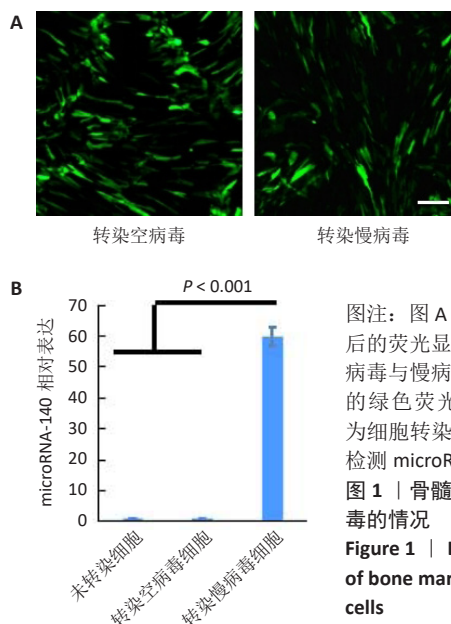 A
转染空病毒
转染慢病毒
B
P < 0.001
microRNA-140 相对表达
70
60
50
40
30
20
10
0
未转染细胞
转染空病毒细胞
转染慢病毒细胞
图注：图 A
后的荧光显
病毒与慢病
的绿色荧光
为细胞转染
检测 microR
图 1 ｜骨髓
毒的情况
Figure 1 ｜
of bone mar
cells